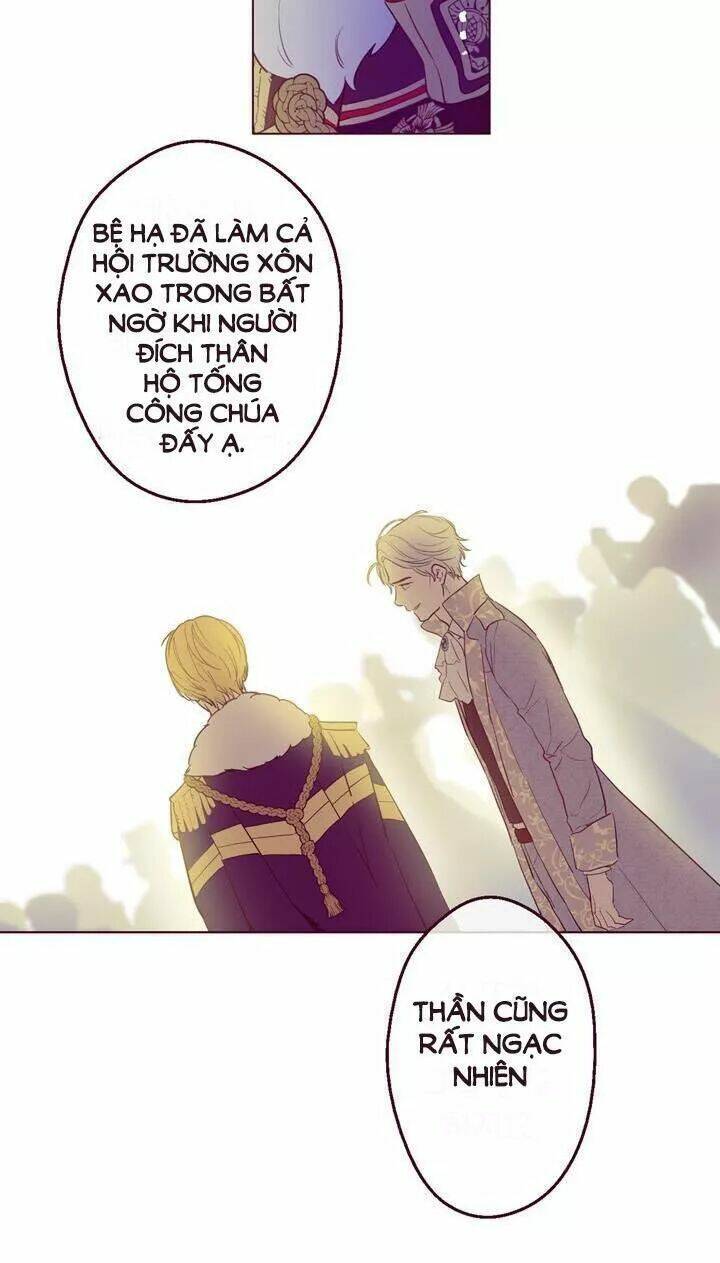 BỆ HẠ ĐÃ LÀM CẢ
HỘI TRƯỜNG XÔN
XAO TRONG BẤT
NGỜ KHI NGƯỜI
ĐÍCH THÂN
HỘ TỐNG
CÔNG CHÚA
ĐẤY Ạ.
THẦN CŨNG
RẤT NGẠC
NHIÊN